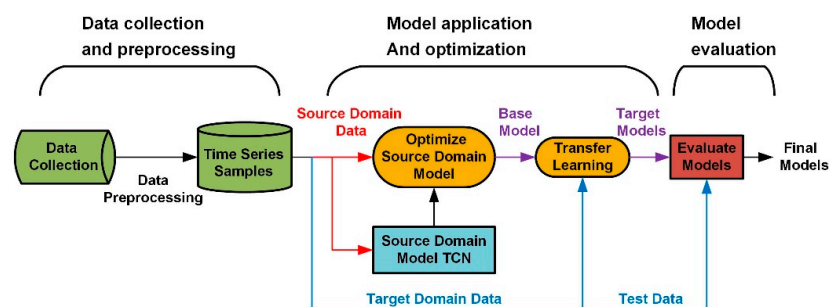 Data collection
and preprocessing
Model application
And optimization
Model
evaluation
Data
Collection
Data
Preprocessing
Time Series
Samples
Source Domain
Data
Optimize
Source Domain
Model
Base
Model
Transfer
Learning
Target
Models
Evaluate
Models
Final
Models
Source Domain
Model TCN
Target Domain Data
Test Data